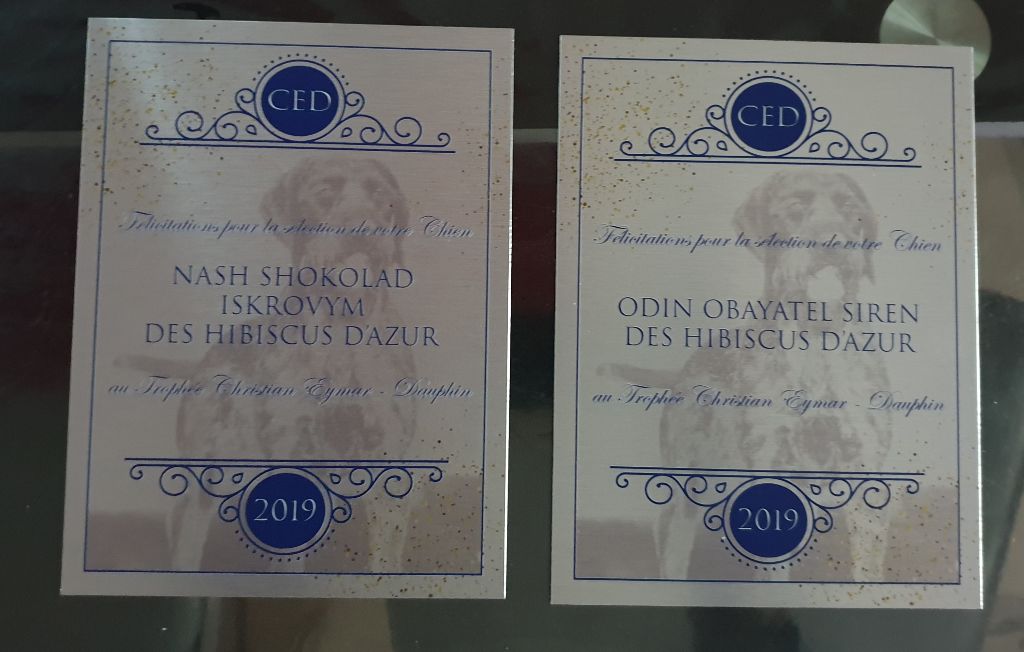 CED
Félicitations pour la sélection de votre Chien
NASH SHOKOLAD
ISKROVYM
DES HIBISCUS D'AZUR
au Trophée Christian Eymar - Dauphin
2019
CED
Félicitations pour la sélection de votre Chien
ODIN OBAYATEL SIREN
DES HIBISCUS D'AZUR
au Trophée Christian Eymar - Dauphin
2019